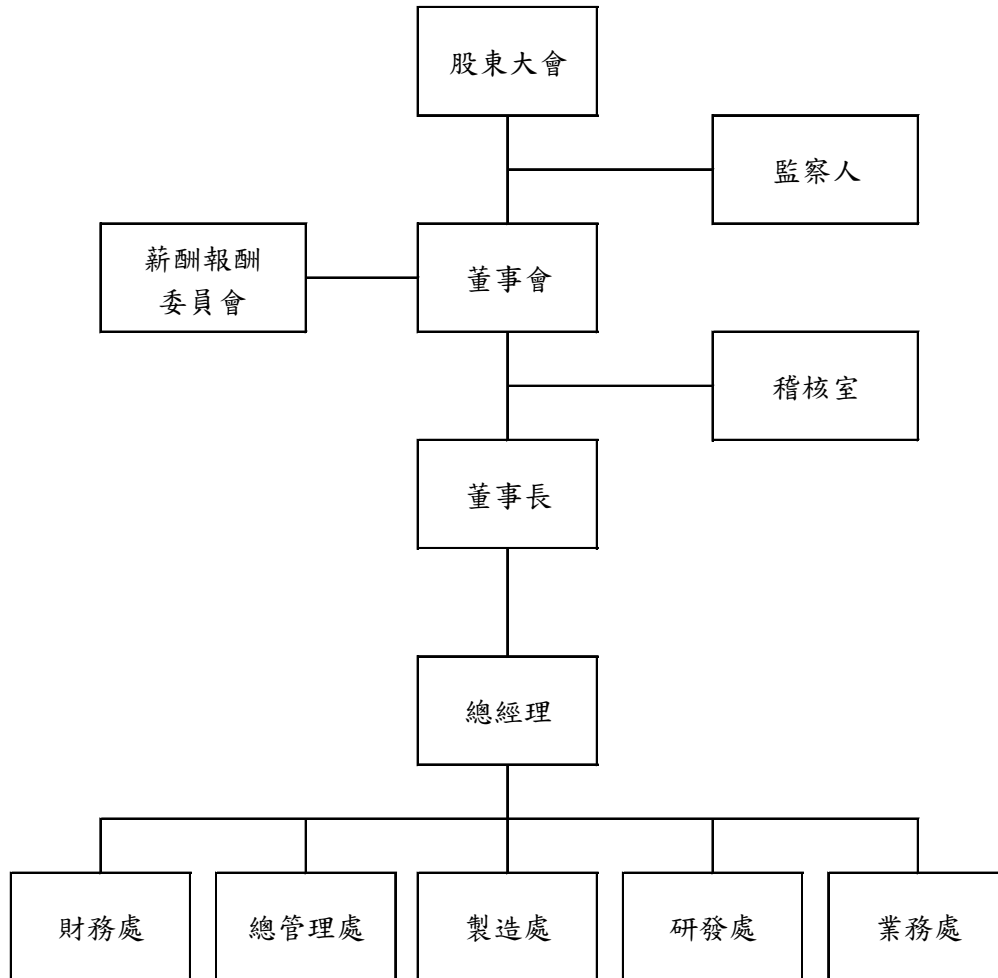 股東大會
監察人
薪酬報酬
委員會
董事會
稽核室
董事長
總經理
財務處
總管理處
製造處
研發處
業務處